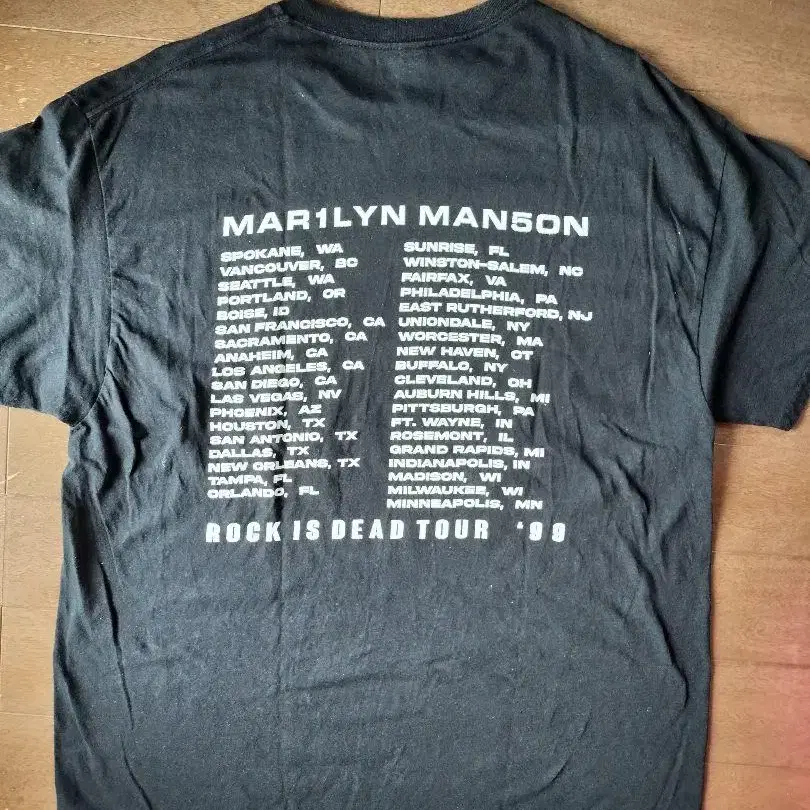 MAR1LYN MAN5ON
SPOKANE, WA
VANCOUVER, BC
SEATTLE, WA
PORTLAND, OR
BOISE, ID
SAN FRANCISCO, CA
SACRAMENTO, CA
ANAHEIM, CA
LOS ANGELES, CA
SAN DIEGO, CA
LAS VEGAS, NV
PHOENIX, AZ
HOUSTON, TX
SAN ANTONIO, TX
DALLAS, TX
NEW ORLEANS, TX
TAMPA, FL
ORLANDO, FL
SUNRISE, FL
WINSTON-SALEM, NC
FAIRFAX, VA
PHILADELPHIA, PA
EAST RUTHERFORD, NJ
UNIONDALE, NY
WORCESTER, MA
NEW HAVEN, CT
BUFFALO, NY
CLEVELAND, OH
AUBURN HILLS, MI
PITTSBURGH, PA
FT. WAYNE, IN
ROSEMONT, IL
GRAND RAPIDS, MI
INDIANAPOLIS, IN
MADISON, WI
MILWAUKEE, WI
MINNEAPOLIS, MN
ROCK IS DEAD TOUR '99